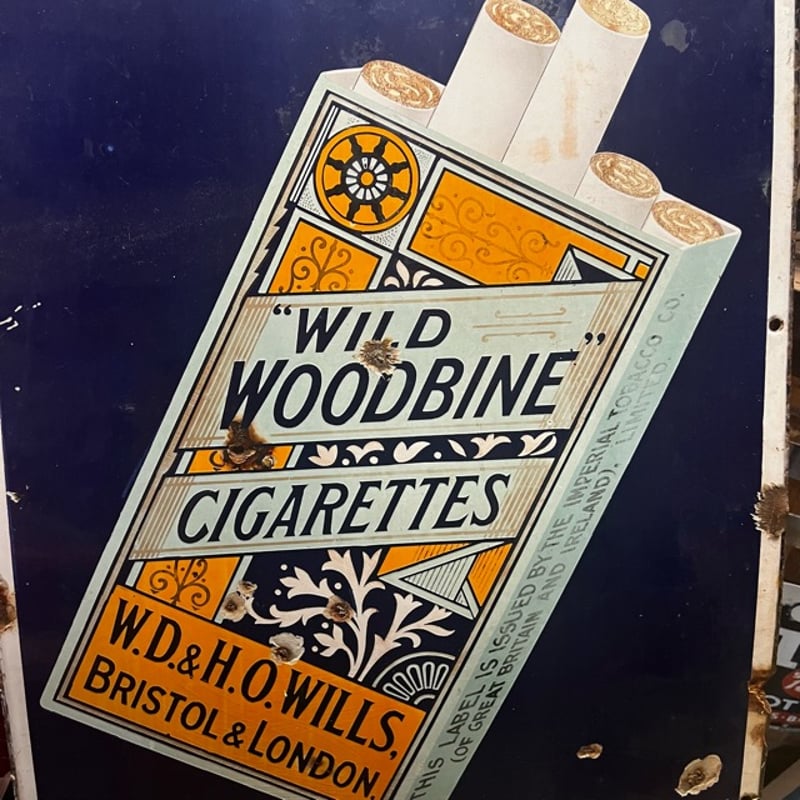 "WILD
WOODBINE"
CIGARETTES
W.D.&H.O.WILLS,
BRISTOL & LONDON.
THIS LABEL IS ISSUED BY THE IMPERIAL TOBACCO CO.
(OF GREAT BRITAIN AND IRELAND). LIMITED.